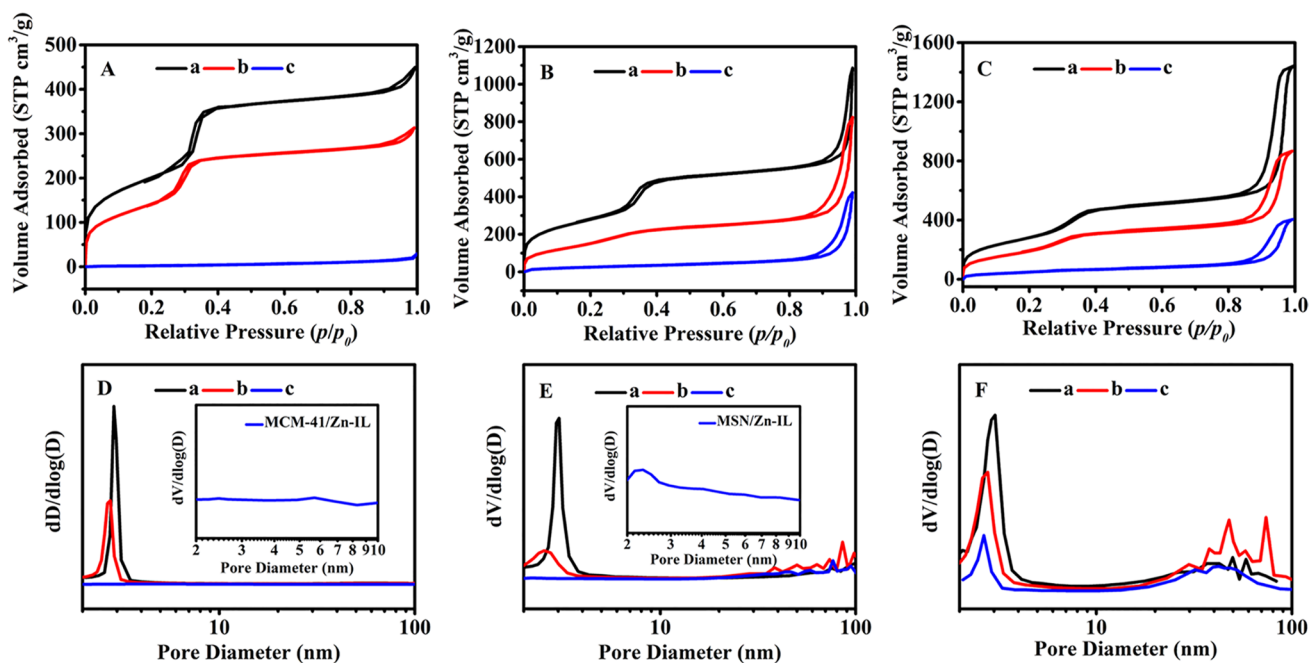 A
a b c
Volume Adsorbed (STP cm³/g)
500
400
300
200
100
0
0.0 0.2 0.4 0.6 0.8 1.0
Relative Pressure (p/p₀)
B
a b c
Volume Absorbed (STP cm³/g)
1200
1000
800
600
400
200
0
0.0 0.2 0.4 0.6 0.8 1.0
Relative Pressure (p/p₀)
C
a b c
Volume Adsorbed (STP cm³/g)
1600
1200
800
400
0
0.0 0.2 0.4 0.6 0.8 1.0
Relative Pressure (p/p₀)
D
a b c
dD/dlog(D)
MCM-41/Zn-IL
dV/dlog(D)
2 3 4 5 6 7 8 9 10
Pore Diameter (nm)
10 100
Pore Diameter (nm)
E
a b c
dV/dlog(D)
MSN/Zn-IL
dV/dlog(D)
2 3 4 5 6 7 8 9 10
Pore Diameter (nm)
10 100
Pore Diameter (nm)
F
a b c
dV/dlog(D)
10 100
Pore Diameter (nm)